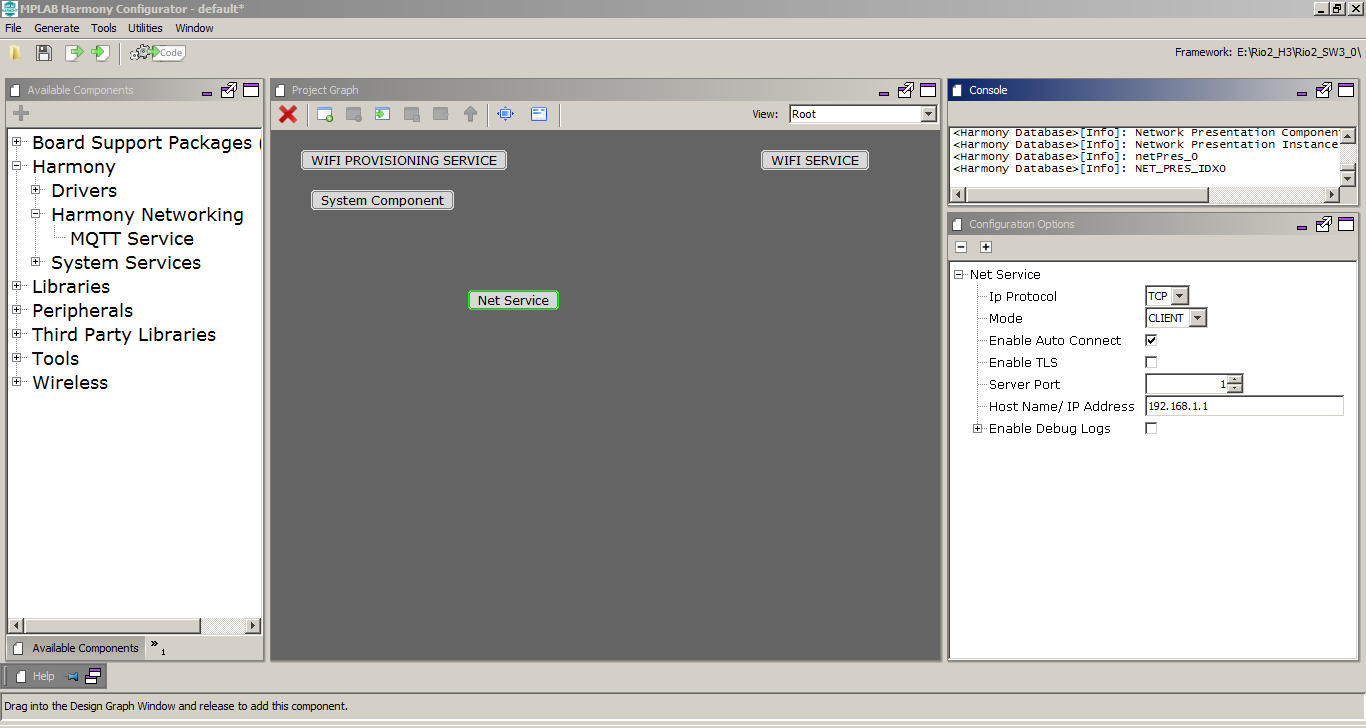 MPLAB Harmony Configurator - default*
File Generate Tools Utilities Window
Code
Framework: E:\Rio2_H3\Rio2_SW3_0\
Available Components
Board Support Packages (
Harmony
Drivers
Harmony Networking
MQTT Service
System Services
Libraries
Peripherals
Third Party Libraries
Tools
Wireless
Available Components
» 1
Project Graph
View: Root
WIFI PROVISIONING SERVICE
WIFI SERVICE
System Component
Net Service
Console
<Harmony Database>[Info]: Network Presentation Componen
<Harmony Database>[Info]: Network Presentation Instance
<Harmony Database>[Info]: netPres_0
<Harmony Database>[Info]: NET_PRES_IDX0
Configuration Options
Net Service
Ip Protocol TCP
Mode CLIENT
Enable Auto Connect
Enable TLS
Server Port 1
Host Name/ IP Address 192.168.1.1
Enable Debug Logs
Help
Drag into the Design Graph Window and release to add this component.